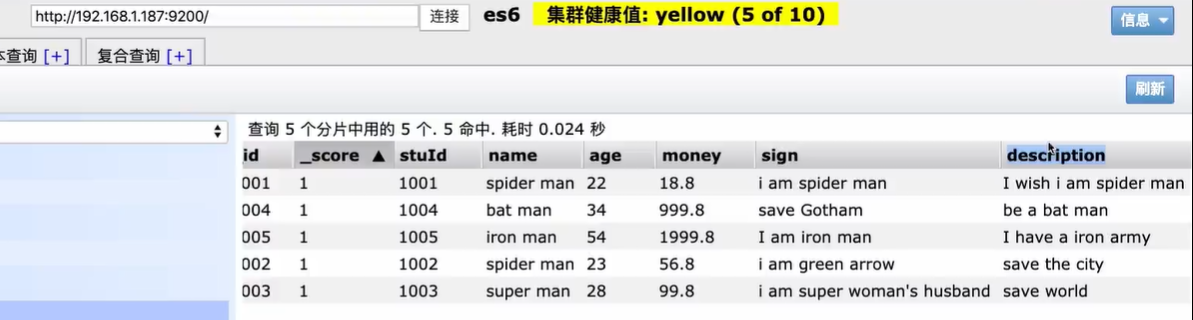 http://192.168.1.187:9200/ 连接 es6 集群健康值: yellow (5 of 10) 信息
本查询 [+] 复合查询 [+]
刷新
查询 5 个分片中用的 5 个. 5 命中. 耗时 0.024 秒
id _score ▲ stuId name age money sign description
001 1 1001 spider man 22 18.8 i am spider man I wish i am spider man
004 1 1004 bat man 34 999.8 save Gotham be a bat man
005 1 1005 iron man 54 1999.8 I am iron man I have a iron army
002 1 1002 spider man 23 56.8 i am green arrow save the city
003 1 1003 super man 28 99.8 i am super woman's husband save world